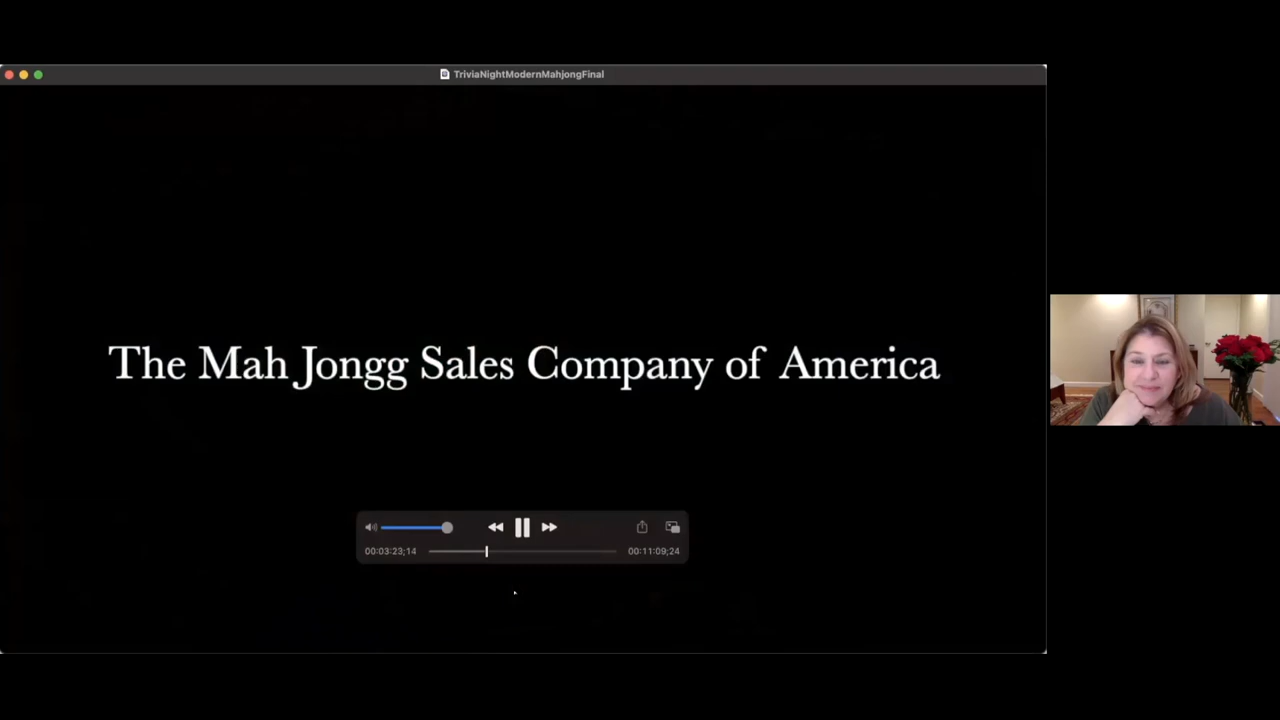 TriviaNightModernMahjongFinal
The Mah Jongg Sales Company of America
00:03:23;14
00:11:09;24